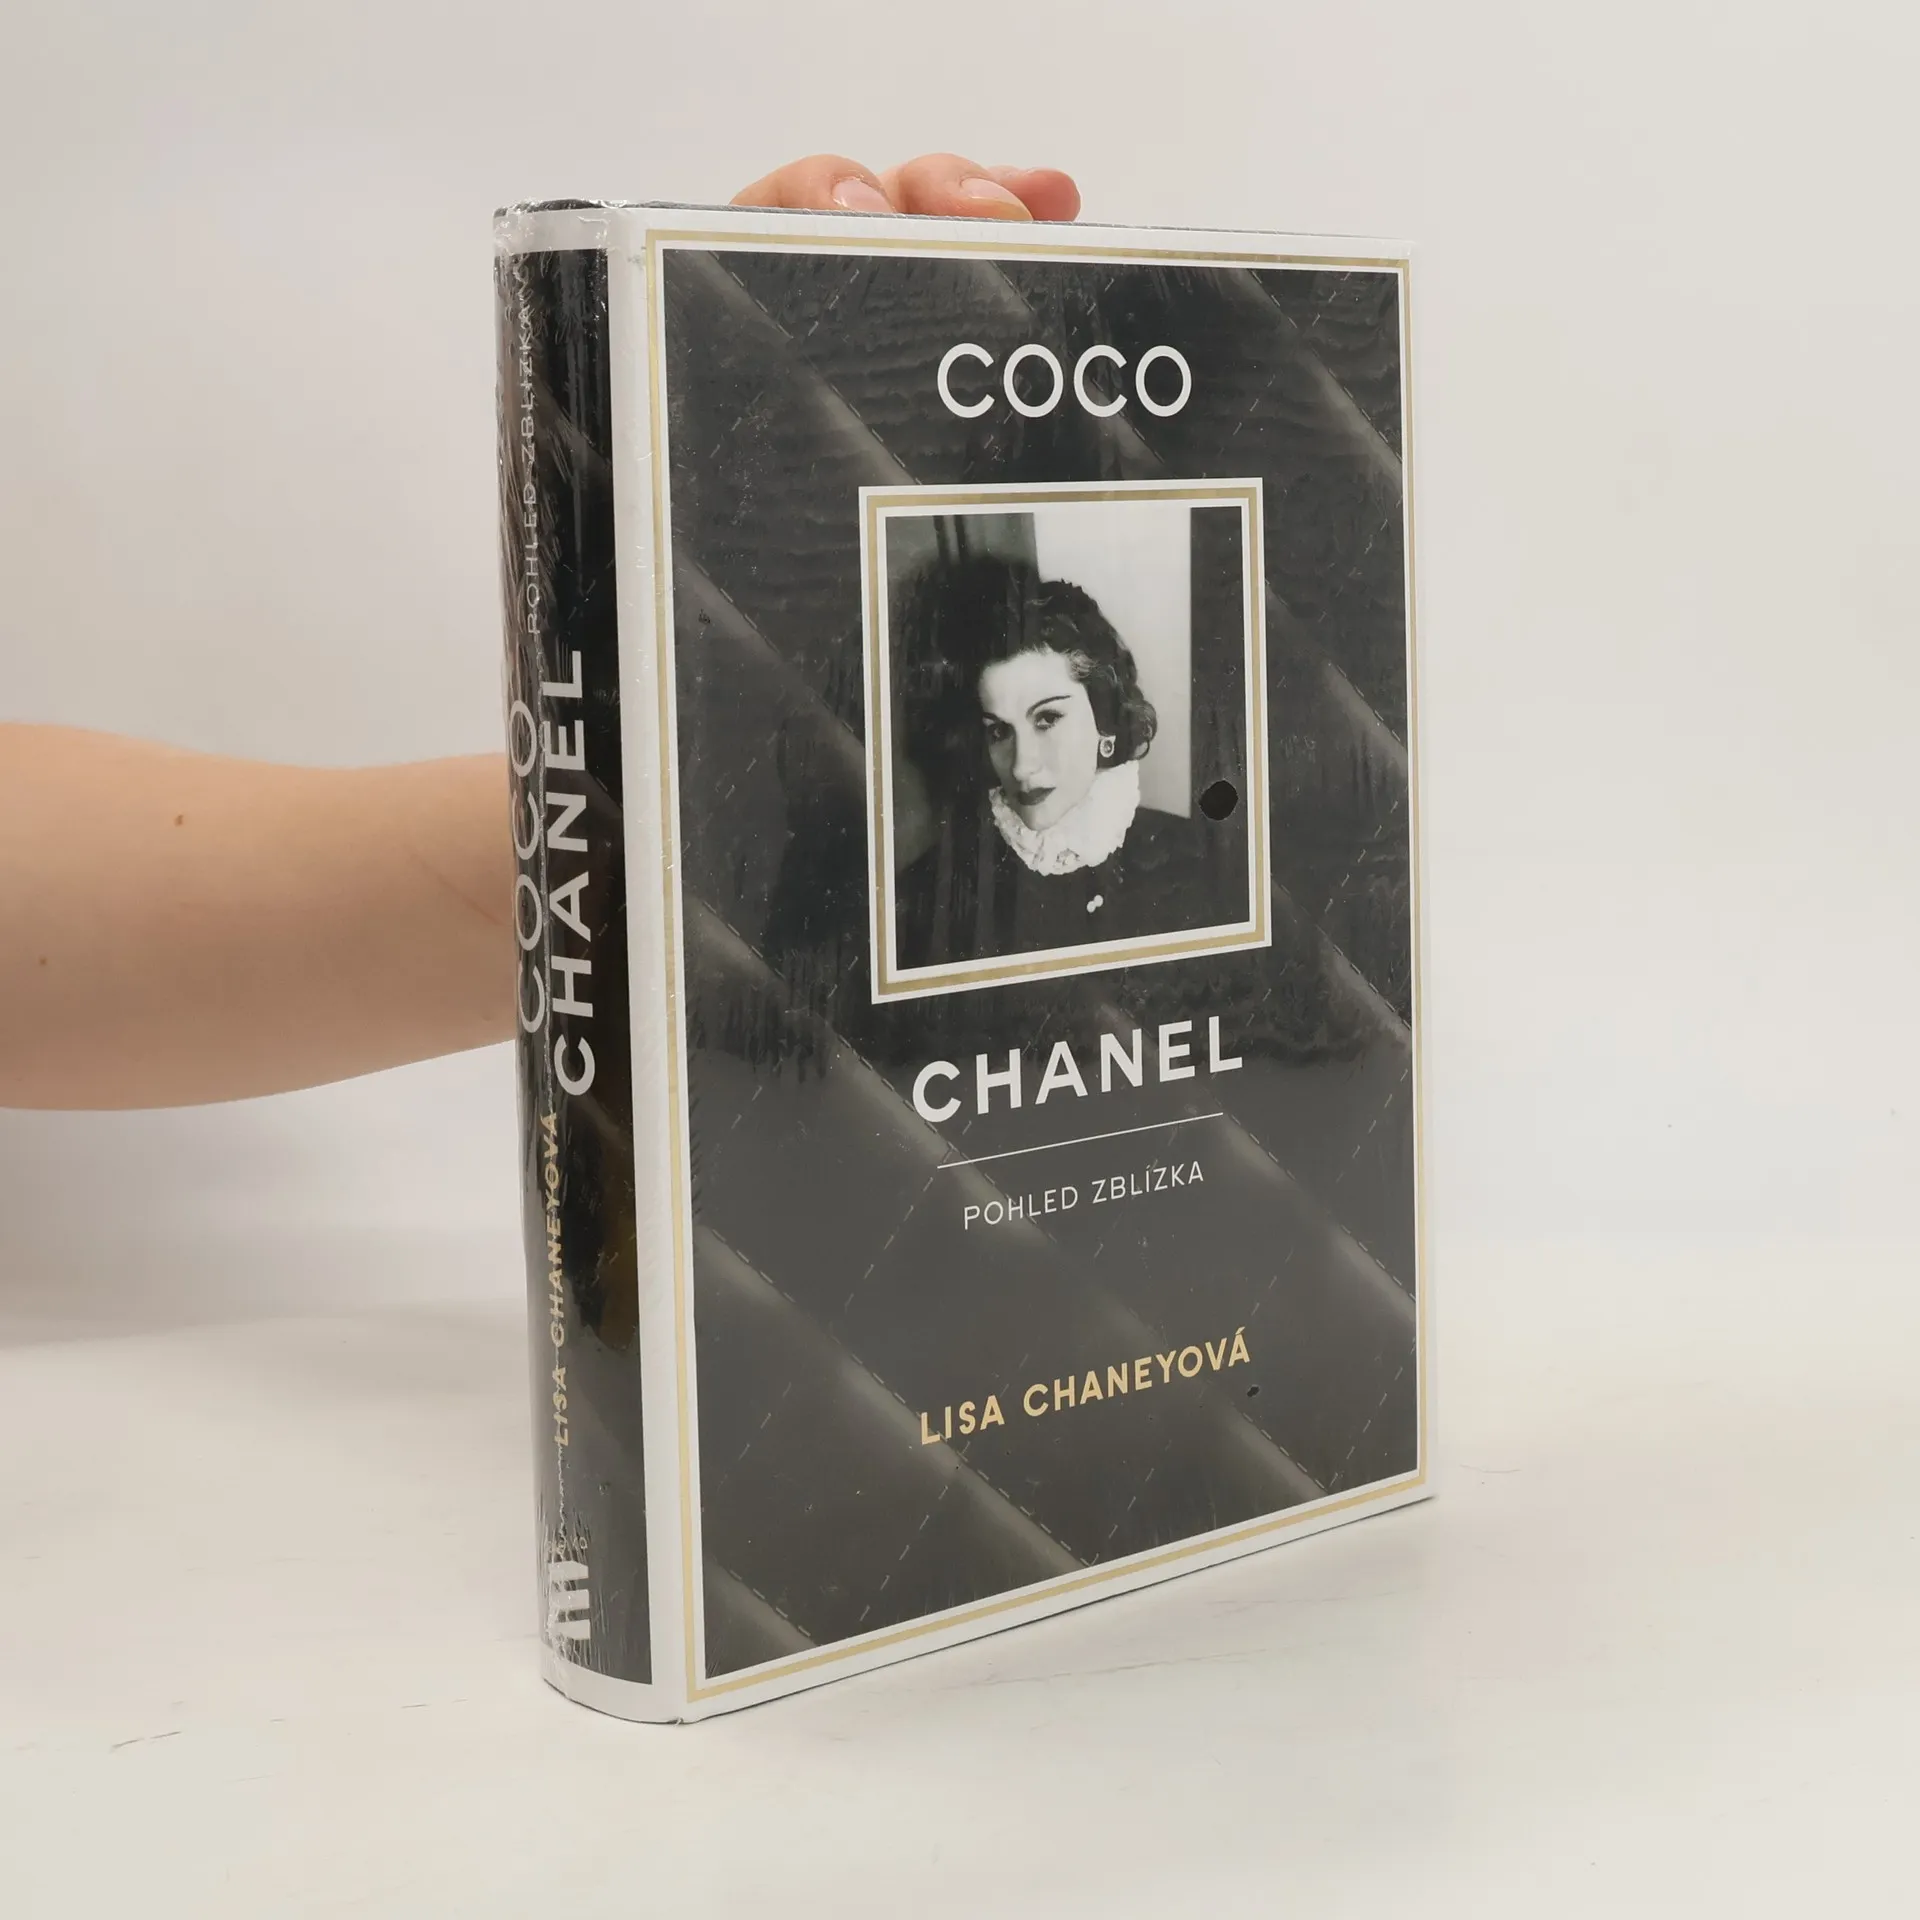 COCO
CHANEL
POHLED ZBLÍZKA
LISA CHANEYOVÁ
LISA CHANEYOVÁ
COCO
CHANEL
POHLED ZBLÍZKA